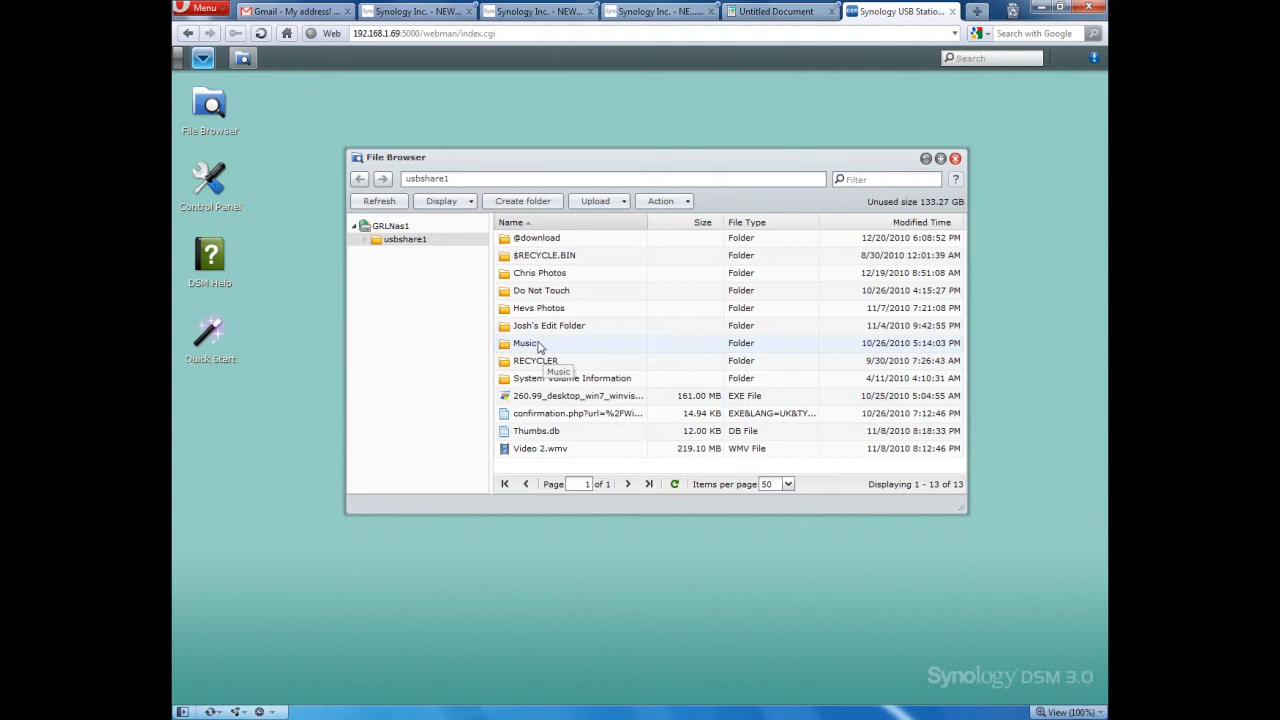 Menu Gmail - My address! ... Synology Inc. - NEW... Synology Inc. - NEW... Synology Inc. - NE...... Untitled Document Synology USB Statio...
Web 192.168.1.69:5000/webman/index.cgi Search with Google
Search
File Browser
Control Panel
DSM Help
Quick Start
File Browser
usbshare1 Filter
Refresh Display Create folder Upload Action Unused size 133.27 GB
GRLNas1
usbshare1
Name Size File Type Modified Time
@download Folder 12/20/2010 6:08:52 PM
$RECYCLE.BIN Folder 8/30/2010 12:01:39 AM
Chris Photos Folder 12/19/2010 8:51:08 AM
Do Not Touch Folder 10/26/2010 4:15:27 PM
Hevs Photos Folder 11/7/2010 7:21:08 PM
Josh's Edit Folder Folder 11/4/2010 9:42:55 PM
Music Folder 10/26/2010 5:14:03 PM
RECYCLER Folder 9/30/2010 7:26:43 AM
Music
System Volume Information Folder 4/11/2010 4:10:31 AM
260.99_desktop_win7_winvis... 161.00 MB EXE File 10/25/2010 5:04:55 AM
confirmation.php?url=%2FWi... 14.94 KB EXE&LANG=UK&TY... 10/26/2010 7:12:46 PM
Thumbs.db 12.00 KB DB File 11/8/2010 8:18:33 PM
Video 2.wmv 219.10 MB WMV File 11/8/2010 8:12:46 PM
Page 1 of 1 Items per page 50 Displaying 1 - 13 of 13
Synology DSM 3.0
View (100%)